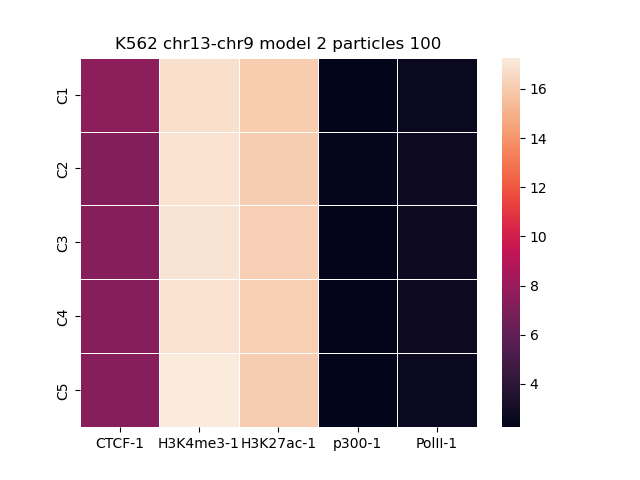 K562 chr13-chr9 model 2 particles 100
C1
C2
C3
C4
C5
CTCF-1 H3K4me3-1 H3K27ac-1 p300-1 PolII-1
16
14
12
10
8
6
4